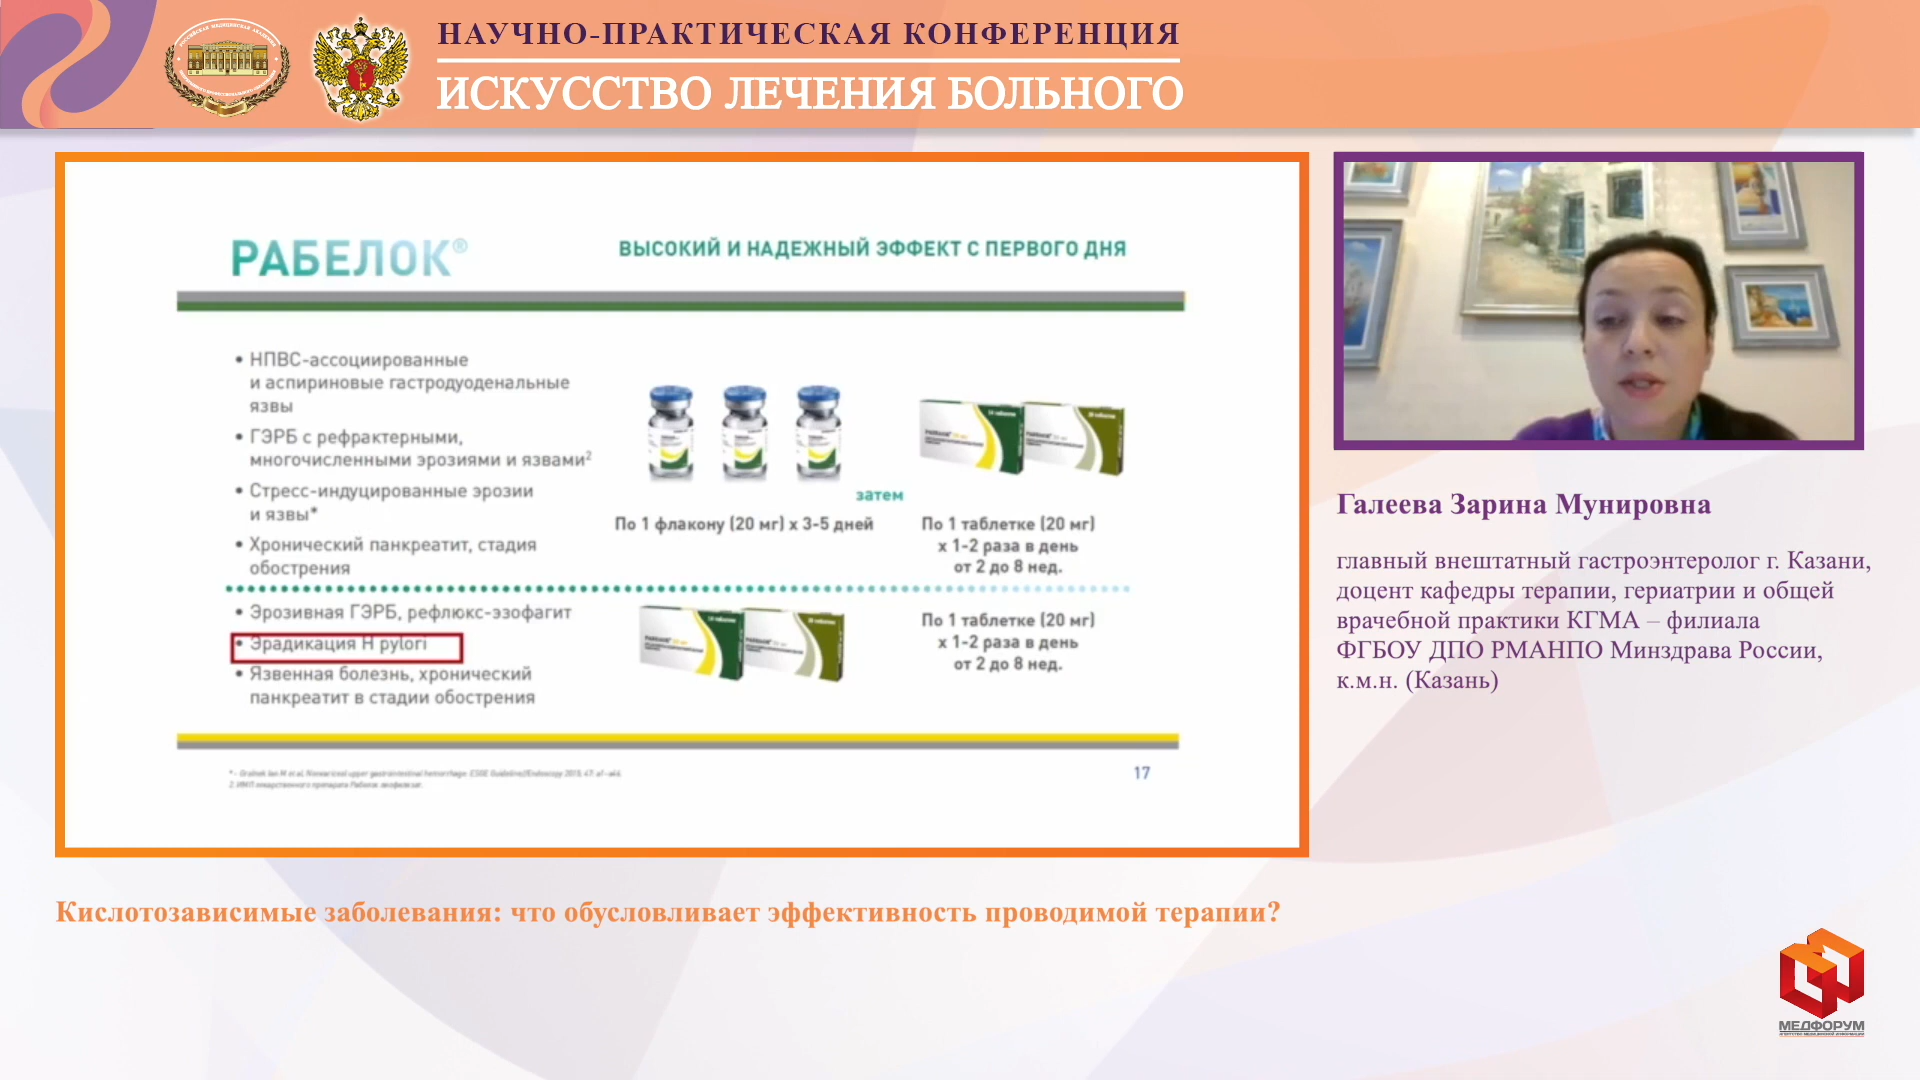 НАУЧНО-ПРАКТИЧЕСКАЯ КОНФЕРЕНЦИЯ
ИСКУССТВО ЛЕЧЕНИЯ БОЛЬНОГО
РАБЕЛОК®
ВЫСОКИЙ И НАДЕЖНЫЙ ЭФФЕКТ С ПЕРВОГО ДНЯ
• НПВС-ассоциированные
и аспириновые гастродуоденальные
язвы
• ГЭРБ с рефрактерными,
многочисленными эрозиями и язвами2
• Стресс-индуцированные эрозии
и язвы*
• Хронический панкреатит, стадия
обострения
По 1 флакону (20 мг) x 3-5 дней
затем
По 1 таблетке (20 мг)
x 1-2 раза в день
от 2 до 8 нед.
• Эрозивная ГЭРБ, рефлюкс-эзофагит
• Эрадикация H pylori
• Язвенная болезнь, хронический
панкреатит в стадии обострения
По 1 таблетке (20 мг)
x 1-2 раза в день
от 2 до 8 нед.
17
Галеева Зарина Мунировна
главный внештатный гастроэнтеролог г. Казани,
доцент кафедры терапии, гериатрии и общей
врачебной практики КГМА – филиала
ФГБОУ ДПО РМАНПО Минздрава России,
к.м.н. (Казань)
Кислотозависимые заболевания: что обусловливает эффективность проводимой терапии?
МЕДФОРУМ